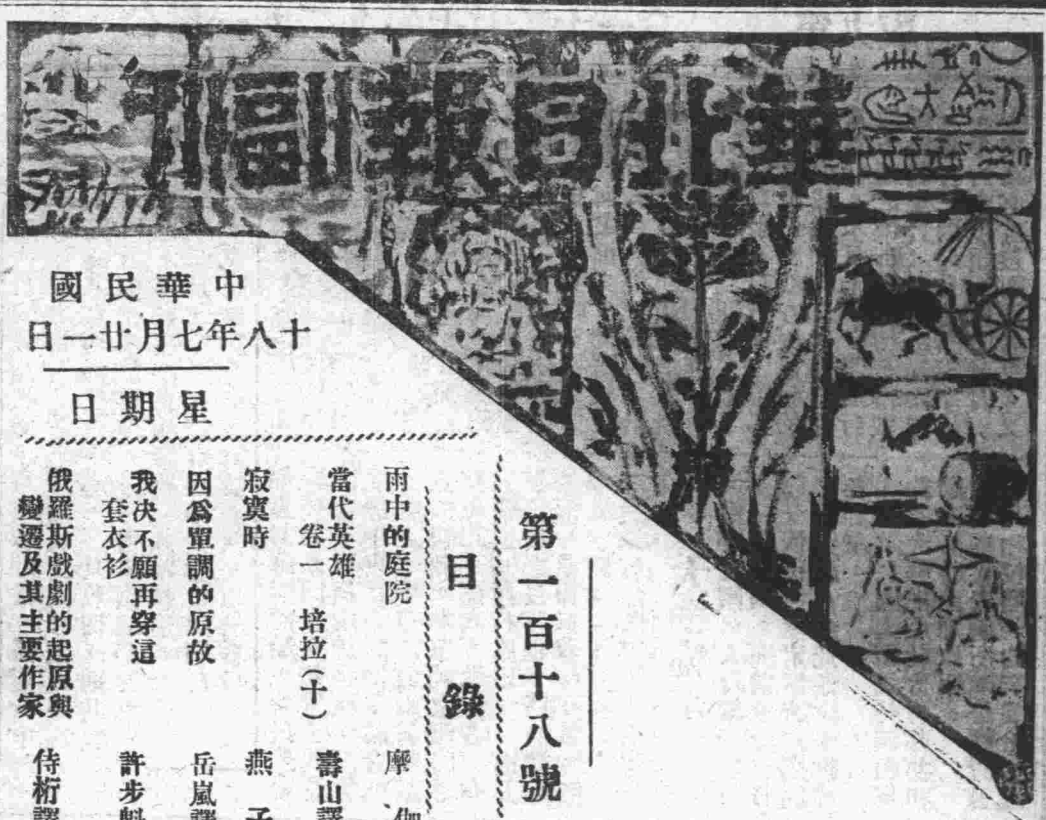 華北日報副刊
中華民國
十八年七月廿一日
星期日
第一百十八號
目錄
雨中的庭院 摩伽
當代英雄 壽山譯
卷一 培拉(十)
寂寞時 燕子
因爲單調的原故 岳嵐譯
我決不願再穿這
套衣衫 許步魁
俄羅斯戲劇的起原與
變遷及其主要作家 侍桁譯